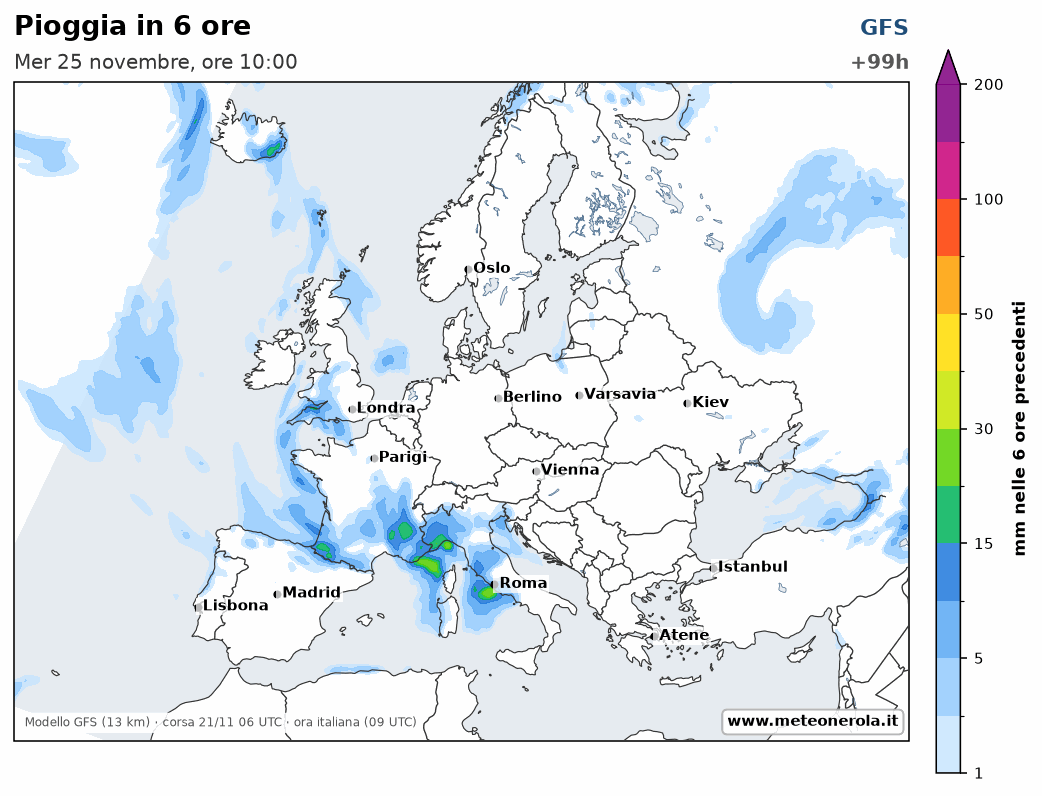 Pioggia in 6 ore
GFS
Mer 25 novembre, ore 10:00
+99h
200
100
50
30
15
5
1
mm nelle 6 ore precedenti
Oslo
Berlino
Varsavia
Kiev
Londra
Parigi
Vienna
Istanbul
Roma
Madrid
Lisbona
Atene
Modello GFS (13 km) · corsa 21/11 06 UTC · ora italiana (09 UTC)
www.meteonerola.it